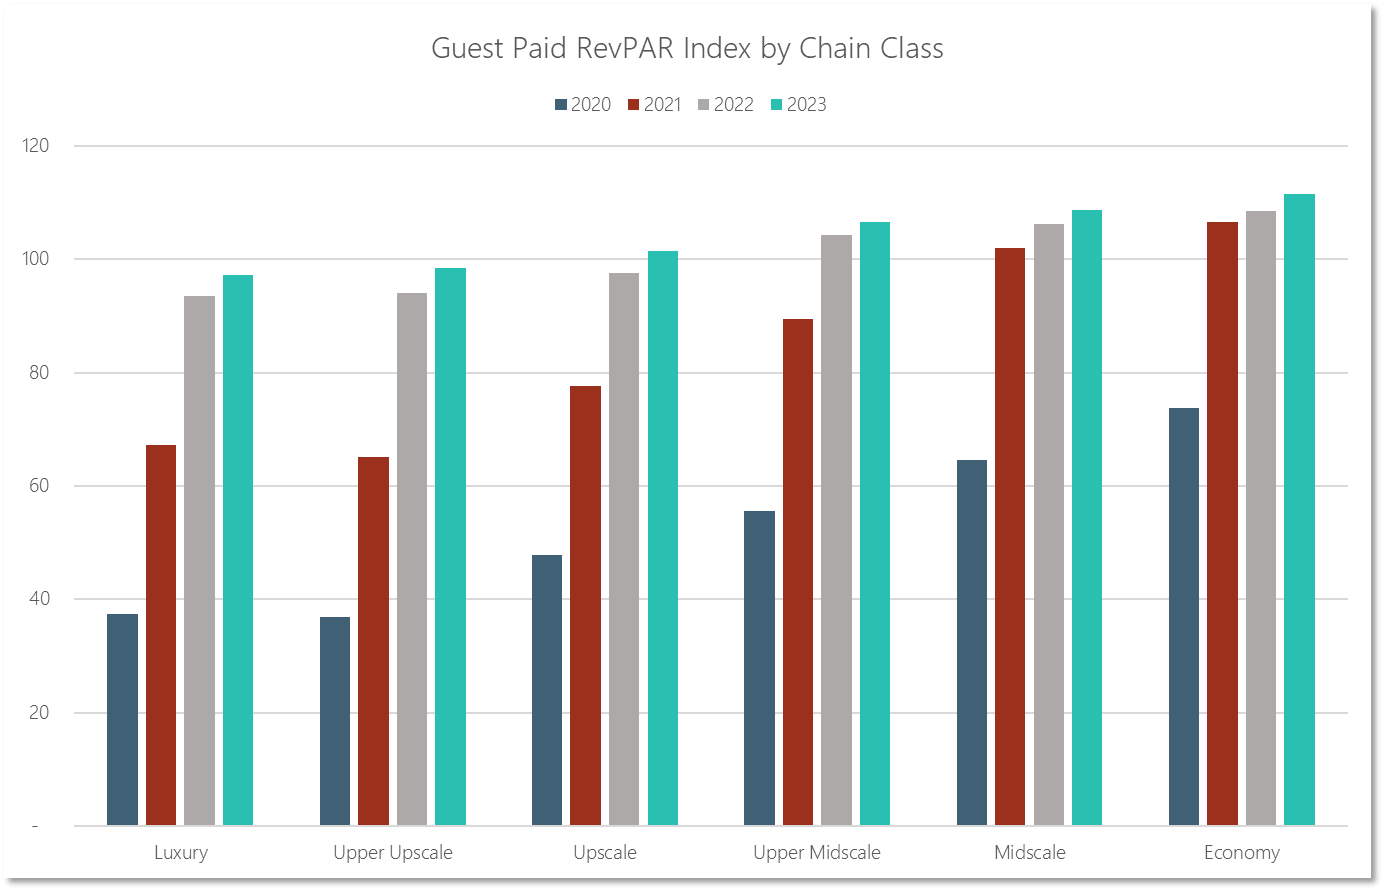 Guest Paid RevPAR Index by Chain Class
2020 2021 2022 2023
120
100
80
60
40
20
-
Luxury Upper Upscale Upscale Upper Midscale Midscale Economy